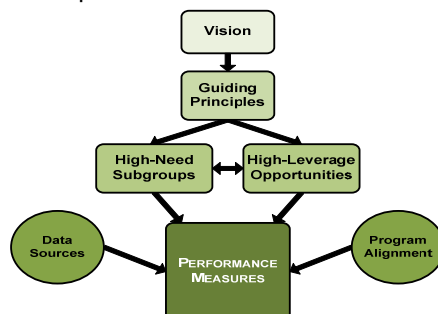 Vision
Guiding
Principles
High-Need
Subgroups
High-Leverage
Opportunities
Data
Sources
PERFORMANCE
MEASURES
Program
Alignment